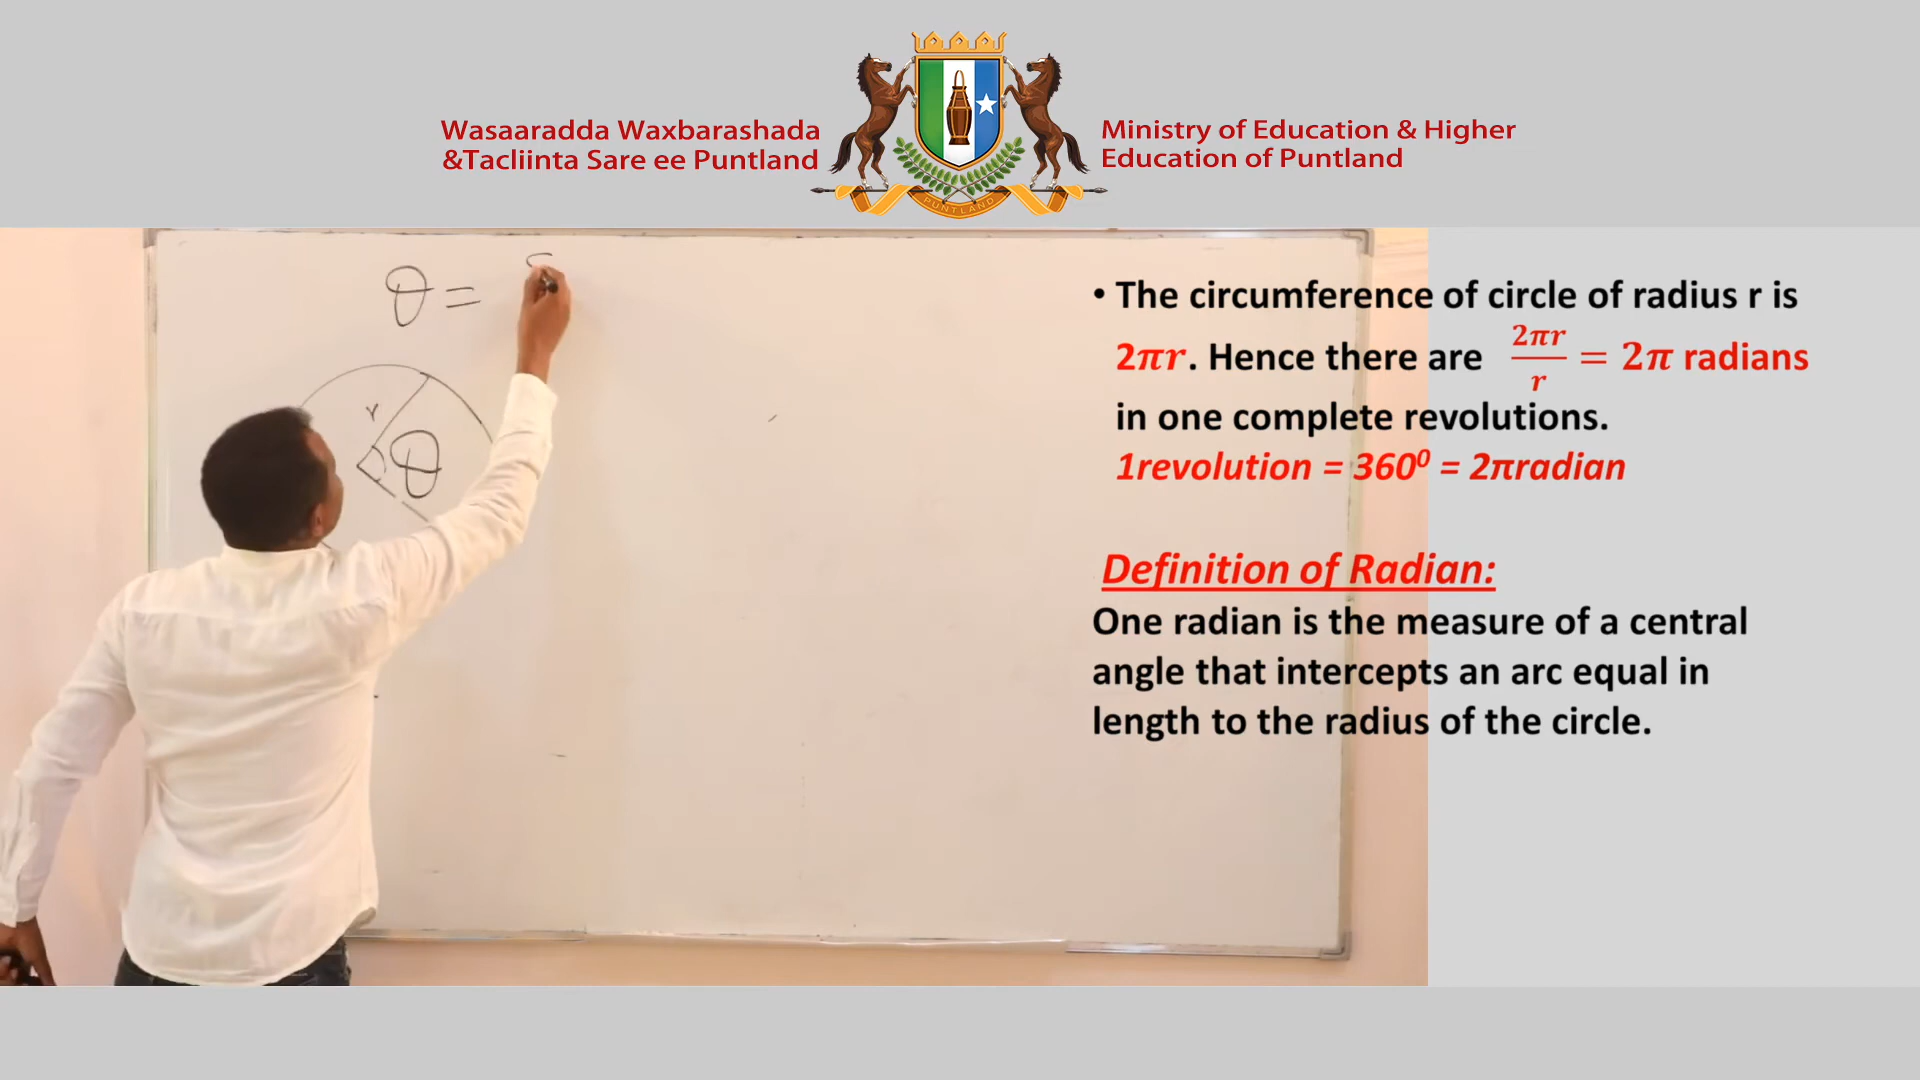 Wasaaradda Waxbarashada
&Tacliinta Sare ee Puntland
PUNTLAND
Ministry of Education & Higher
Education of Puntland
θ = s
r
θ
• The circumference of circle of radius r is
2πr. Hence there are 2πr/r = 2π radians
in one complete revolutions.
1revolution = 360⁰ = 2πradian
Definition of Radian:
One radian is the measure of a central
angle that intercepts an arc equal in
length to the radius of the circle.